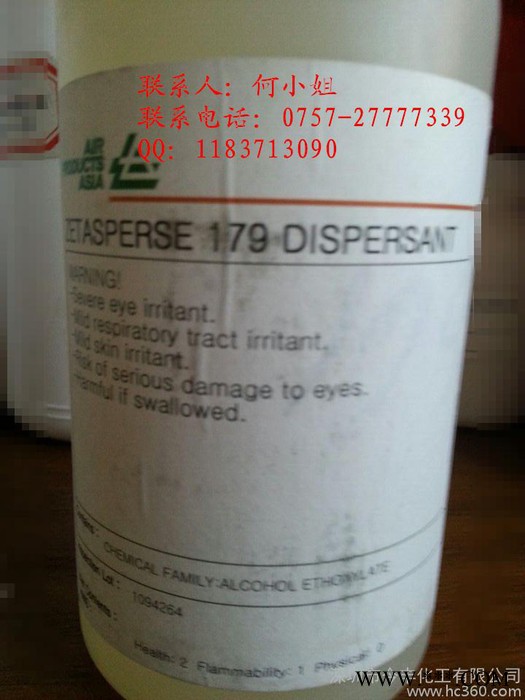 联系人：何小姐
联系电话：0757-27777339
QQ：1183713090
AIR
PRODUCTS
ASIA
ZETASPERSE 179 DISPERSANT
WARNING!
-Severe eye irritant.
-Mild respiratory tract irritant.
-Mild skin irritant.
-Risk of serious damage to eyes.
-Harmful if swallowed.
: CHEMICAL FAMILY:ALCOHOL ETHOXYLATE
Lot : 1094264
Contents :
Health: 2 Flammability: 1 Physical: 0
化工有限公司
www.hc360.com